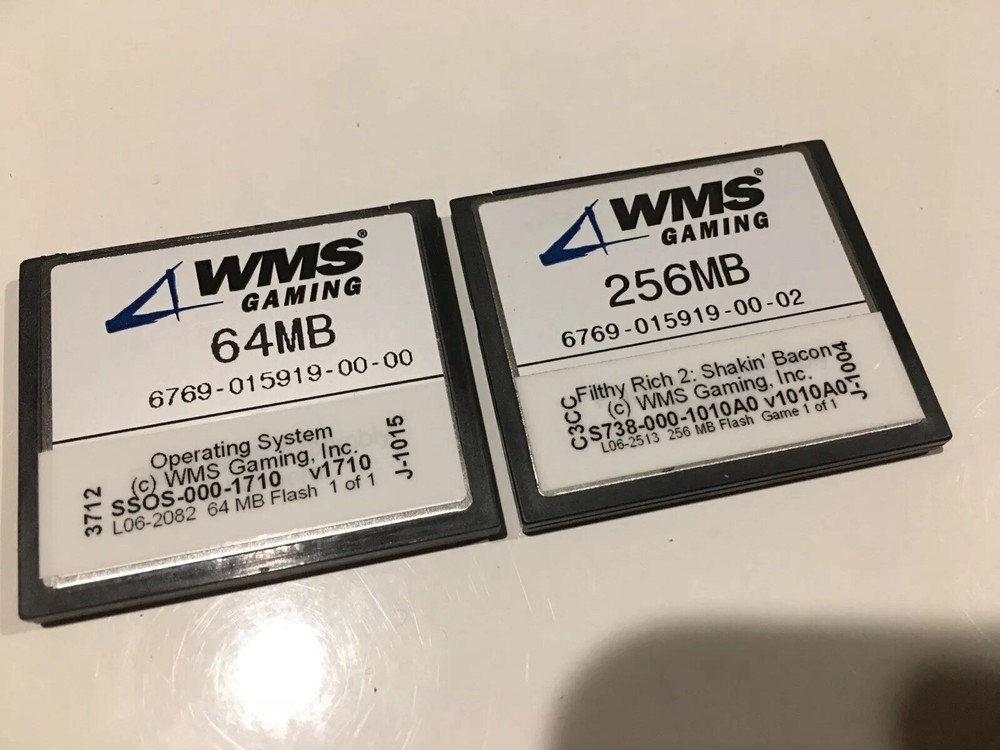 WMS®
GAMING
64MB
6769-015919-00-00
Operating System
(c) WMS Gaming, Inc.
SSOS-000-1710 v1710
L06-2082 64 MB Flash 1 of 1
3712
J-1015
WMS®
GAMING
256MB
6769-015919-00-02
Filthy Rich 2: Shakin' Bacon
(c) WMS Gaming, Inc.
S738-000-1010A0 v1010A0
L06-2513 256 MB Flash Game 1 of 1
C3CC
J-1004